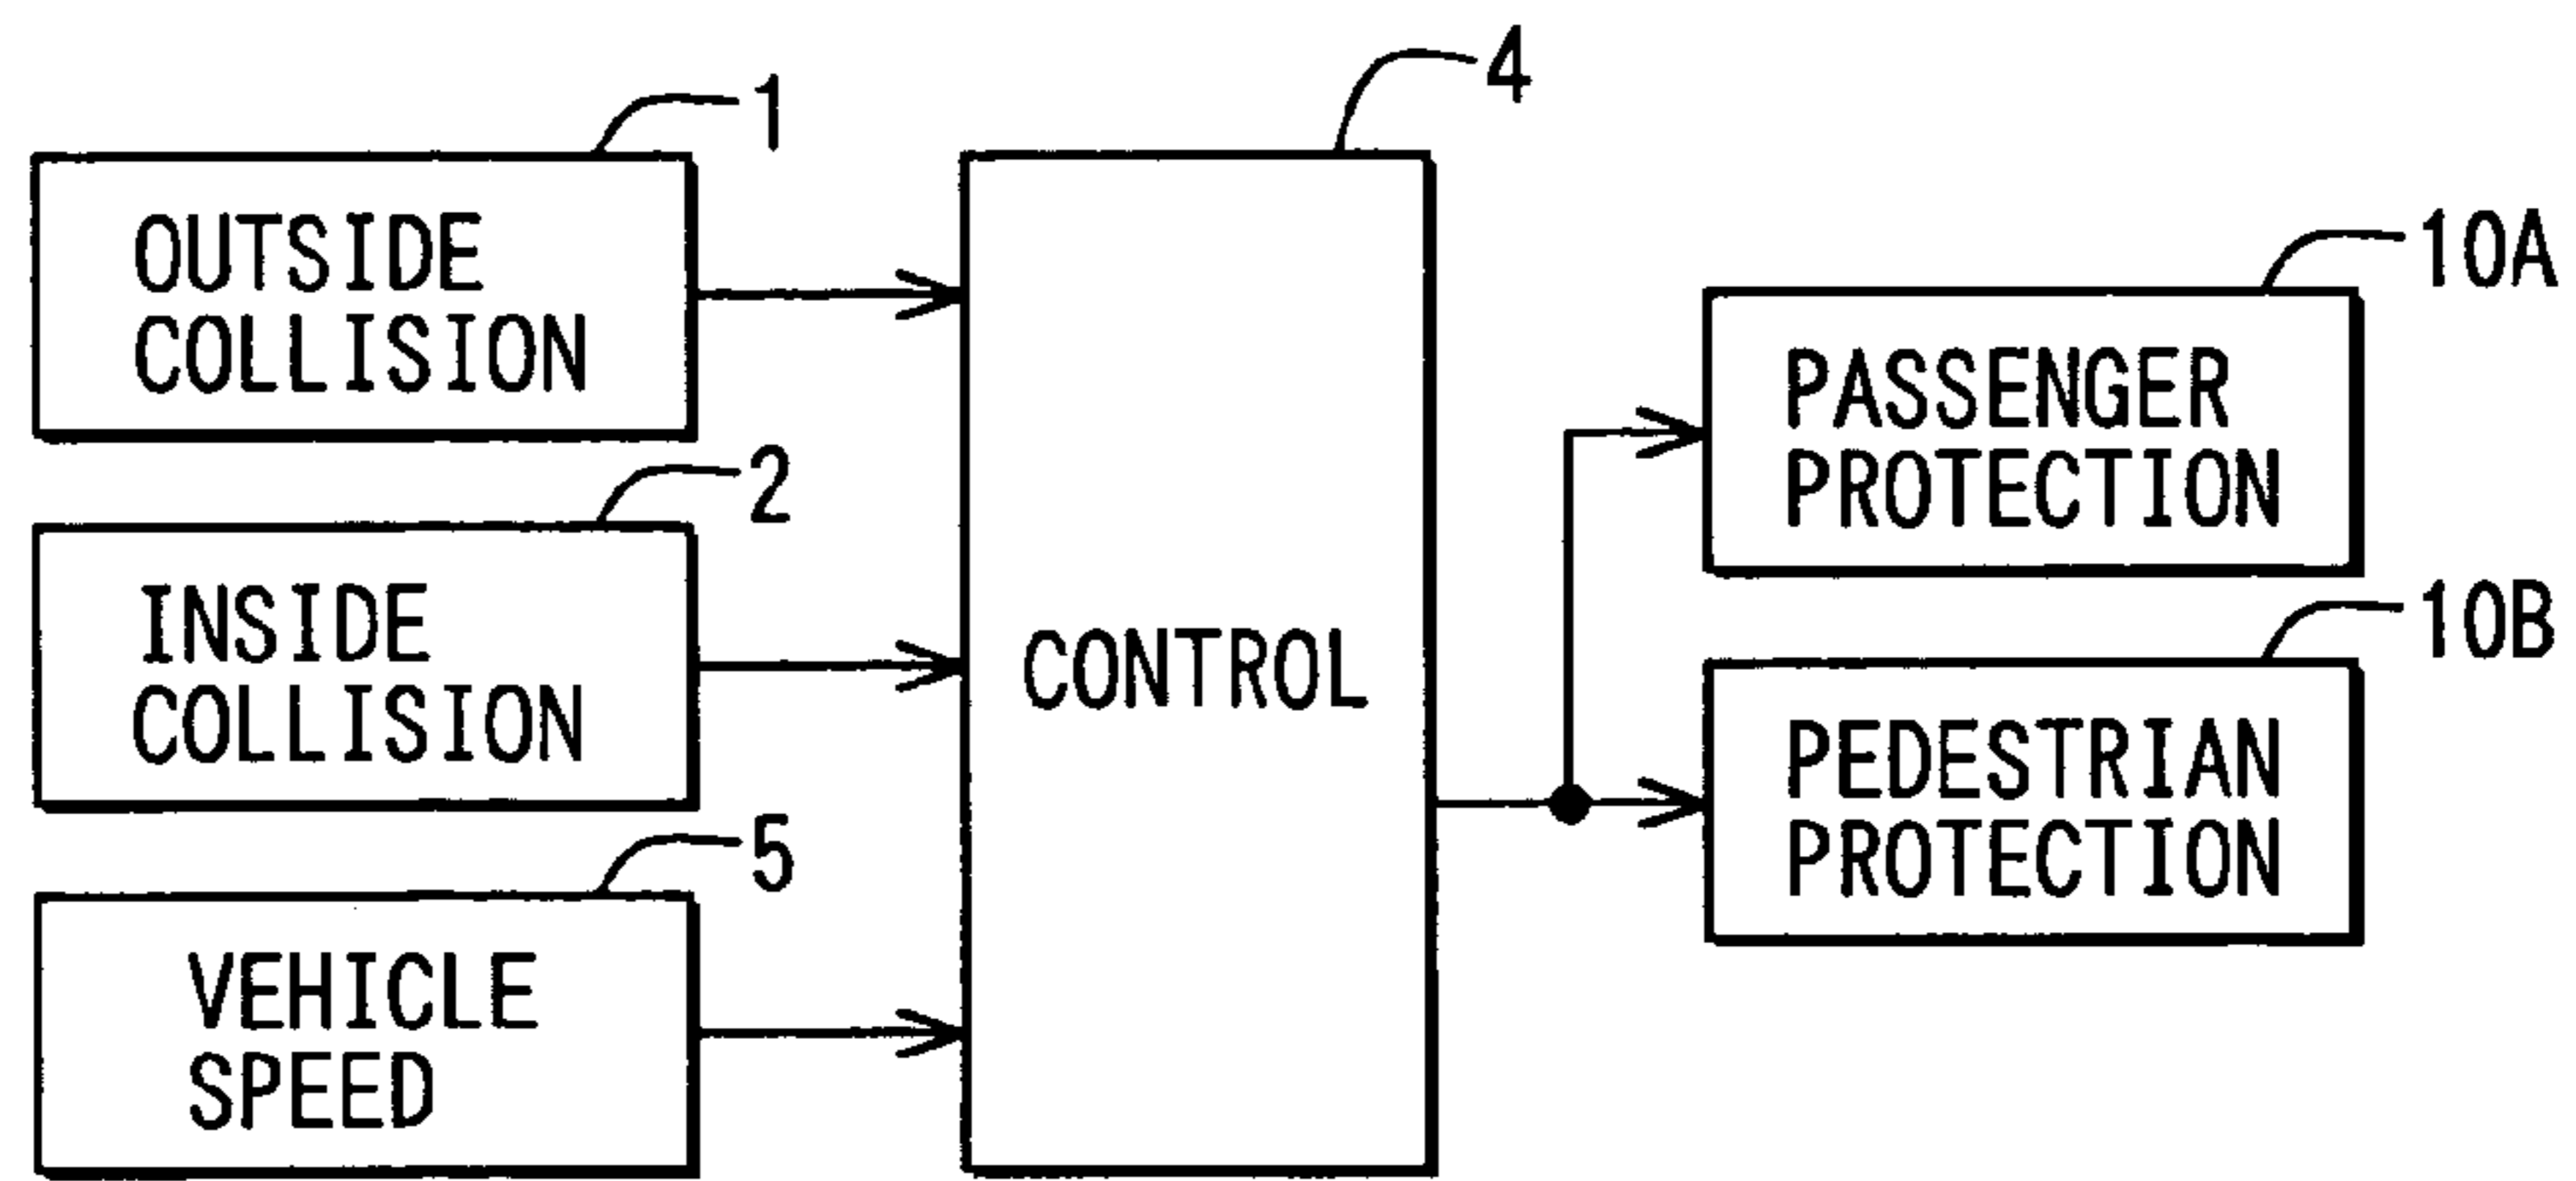 1
OUTSIDE
COLLISION
2
INSIDE
COLLISION
5
VEHICLE
SPEED
4
CONTROL
10A
PASSENGER
PROTECTION
10B
PEDESTRIAN
PROTECTION